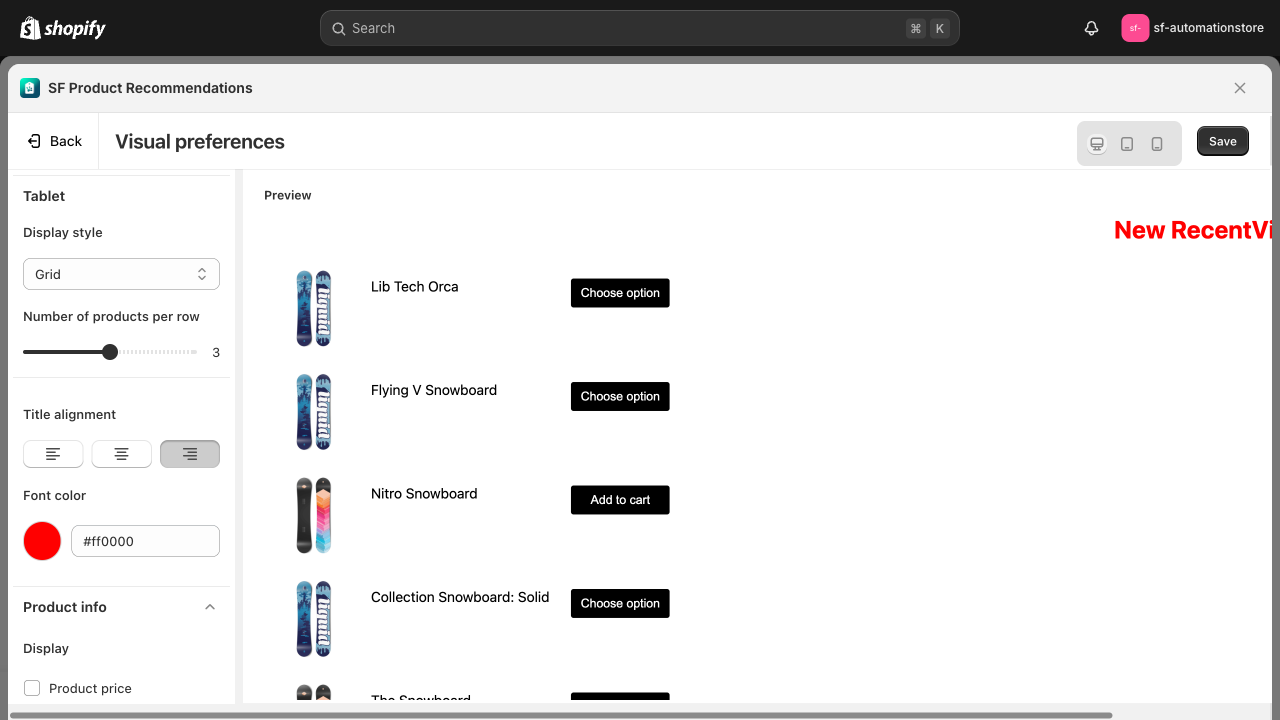 shopify
Search
⌘ K
sf-
sf-automationstore
SF Product Recommendations
Back
Visual preferences
Save
Tablet
Display style
Grid
Number of products per row
3
Title alignment
Font color
#ff0000
Product info
Display
Product price
Preview
New RecentVi
Lib Tech Orca
Choose option
Flying V Snowboard
Choose option
Nitro Snowboard
Add to cart
Collection Snowboard: Solid
Choose option
The Snowboard